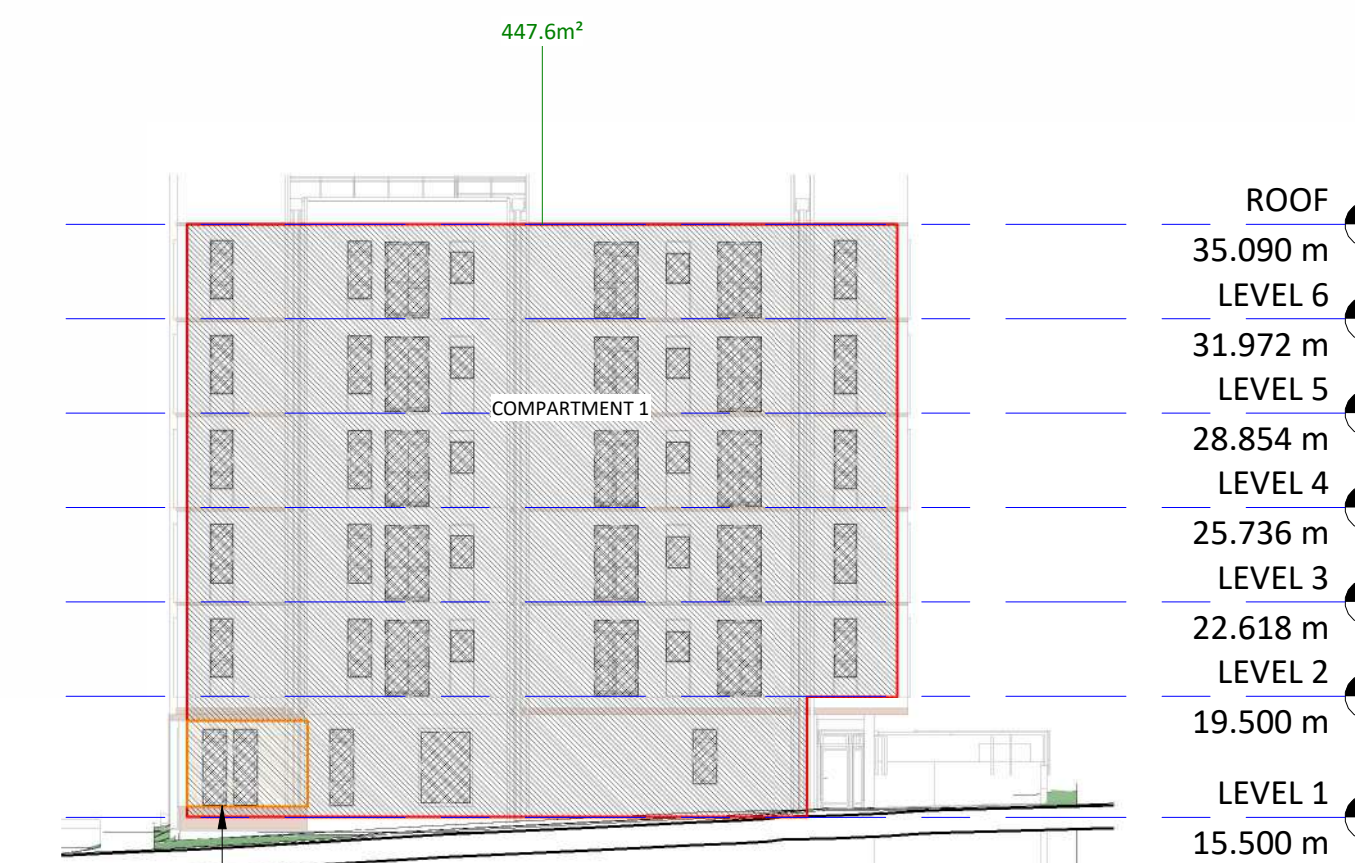 447.6m²
ROOF
35.090 m
LEVEL 6
31.972 m
LEVEL 5
COMPARTMENT 1
28.854 m
LEVEL 4
25.736 m
LEVEL 3
22.618 m
LEVEL 2
19.500 m
LEVEL 1
15.500 m